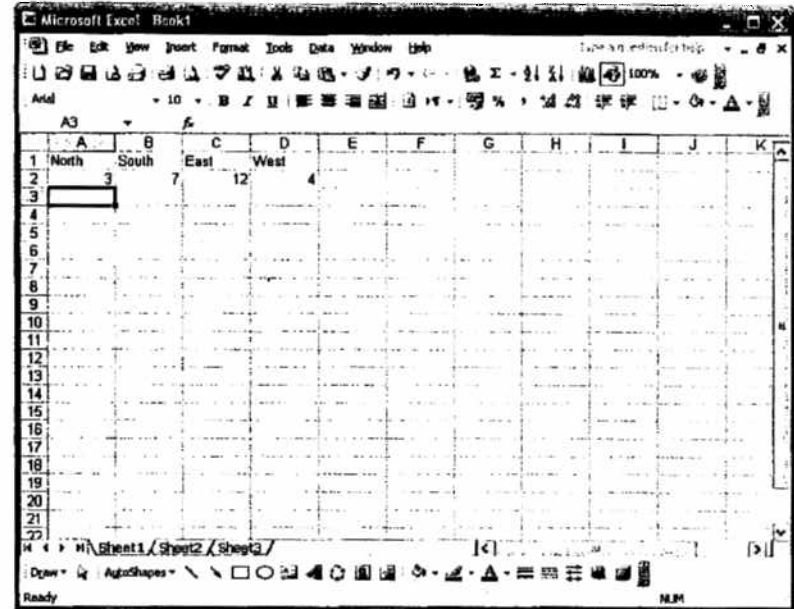 Microsoft Excel Book1
File Edit View Insert Format Tools Data Window Help
100%
Arial 10 B I U %
A3 fx
A B C D E F G H I J K
1 North South East West
2 3 7 12 4
3
4
5
6
7
8
9
10
11
12
13
14
15
16
17
18
19
20
21
22
Sheet1 Sheet2 Sheet3
Draw AutoShapes
Ready NUM